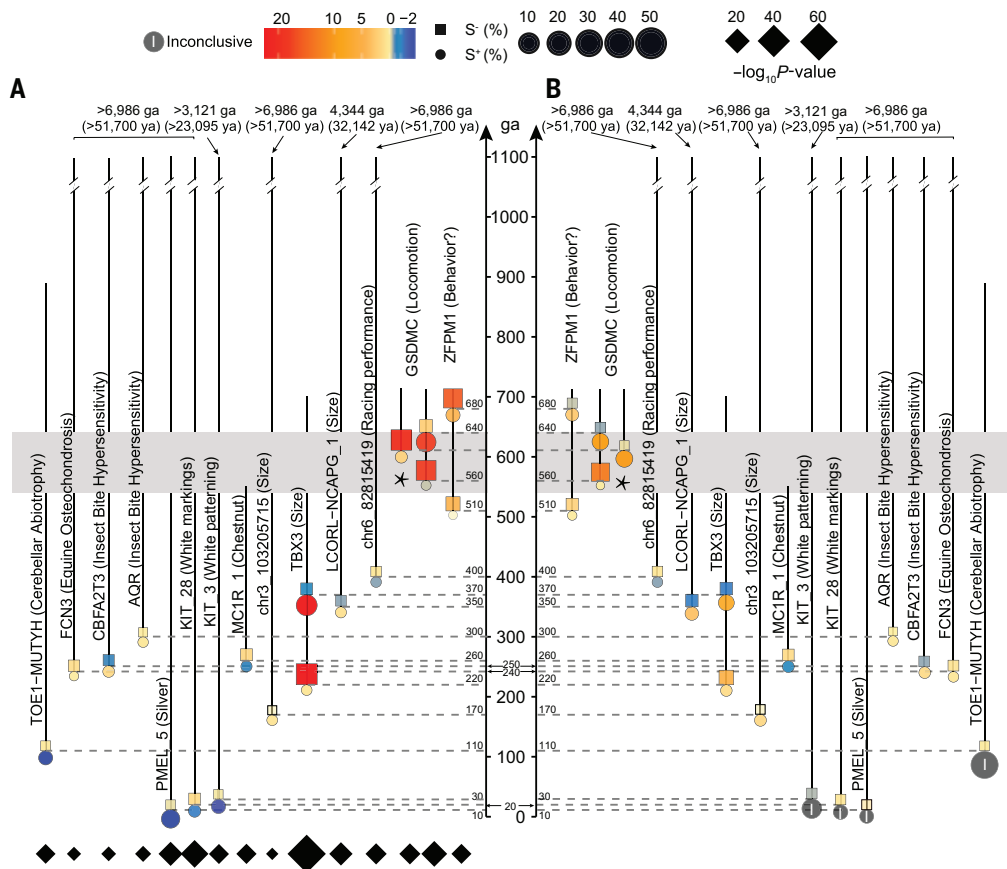 I Inconclusive
20 10 5 0 −2
S⁻ (%)
S⁺ (%)
10 20 30 40 50
20 40 60
−log₁₀P-value
A
>6,986 ga (>51,700 ya)
>3,121 ga (>23,095 ya)
>6,986 ga (>51,700 ya)
4,344 ga (32,142 ya)
>6,986 ga (>51,700 ya)
ga
B
>6,986 ga (>51,700 ya)
4,344 ga (32,142 ya)
>6,986 ga (>51,700 ya)
>3,121 ga (>23,095 ya)
>6,986 ga (>51,700 ya)
1100
1000
900
800
700
600
500
400
300
200
100
0
TOE1−MUTYH (Cerebellar Abiotrophy)
FCN3 (Equine Osteochondrosis)
CBFA2T3 (Insect Bite Hypersensitivity)
AQR (Insect Bite Hypersensitivity)
PMEL_5 (Silver)
KIT_28 (White markings)
KIT_3 (White patterning)
MC1R_1 (Chestnut)
chr3_103205715 (Size)
TBX3 (Size)
LCORL−NCAPG_1 (Size)
chr6_82815419 (Racing performance)
GSDMC (Locomotion)
ZFPM1 (Behavior?)
680
640
560
510
400
370
350
300
260
250
240
220
170
110
30
20
10
ZFPM1 (Behavior?)
GSDMC (Locomotion)
chr6_82815419 (Racing performance)
LCORL−NCAPG_1 (Size)
TBX3 (Size)
chr3_103205715 (Size)
MC1R_1 (Chestnut)
KIT_3 (White patterning)
KIT_28 (White markings)
PMEL_5 (Silver)
AQR (Insect Bite Hypersensitivity)
CBFA2T3 (Insect Bite Hypersensitivity)
FCN3 (Equine Osteochondrosis)
TOE1−MUTYH (Cerebellar Abiotrophy)
680
640
560
510
400
370
350
300
260
220
170
110
30
10
I
I
I
I